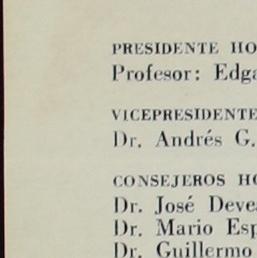 PRESIDENTE HO
Profesor: Edga
VICEPRESIDENTE
Dr. Andrés G.
CONSEJEROS HO
Dr. José Deve
Dr. Mario Esp
Dr. Guillermo